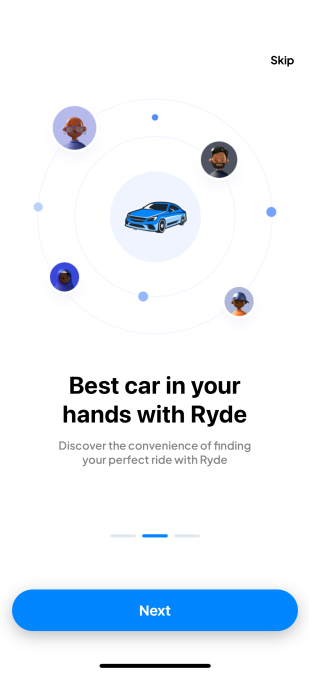 Skip
Best car in your
hands with Ryde
Discover the convenience of finding
your perfect ride with Ryde
Next